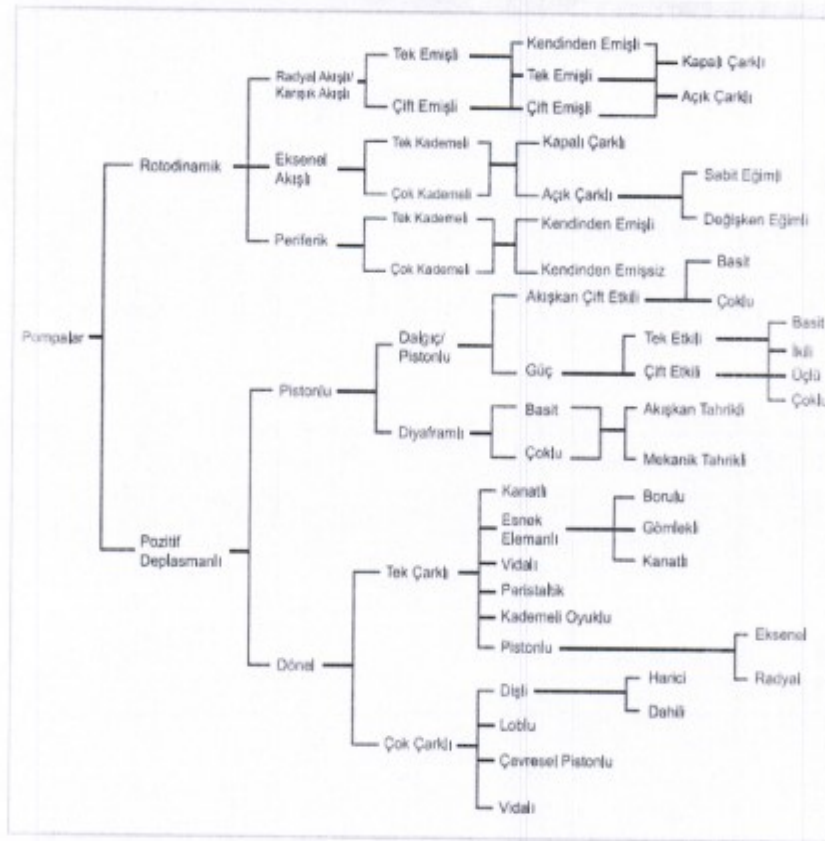 Kendinden Emişli
Tek Emişli
Kapalı Çarklı
Radyal Akışlı/
Karışık Akışlı
Tek Emişli
Çift Emişli
Çift Emişli
Açık Çarklı
Tek Kademeli
Kapalı Çarklı
Rotodinamik
Eksenel
Akışlı
Sabit Eğimli
Çok Kademeli
Açık Çarklı
Değişken Eğimli
Tek Kademeli
Kendinden Emişli
Periferik
Çok Kademeli
Kendinden Emişsiz
Basit
Akışkan Çift Etkili
Çoklu
Pompalar
Dalgıç/
Pistonlu
Tek Etkili
Basit
İkili
Güç
Çift Etkili
Üçlü
Çoklu
Pistonlu
Basit
Akışkan Tahrikli
Diyaframlı
Çoklu
Mekanik Tahrikli
Kanatlı
Borulu
Esnek
Elemanlı
Gömlekli
Pozitif
Deplasmanlı
Kanatlı
Tek Çarklı
Vidalı
Peristaltik
Kademeli Oyuklu
Pistonlu
Eksenel
Radyal
Dönel
Dişli
Harici
Dahili
Loblu
Çok Çarklı
Çevresel Pistonlu
Vidalı